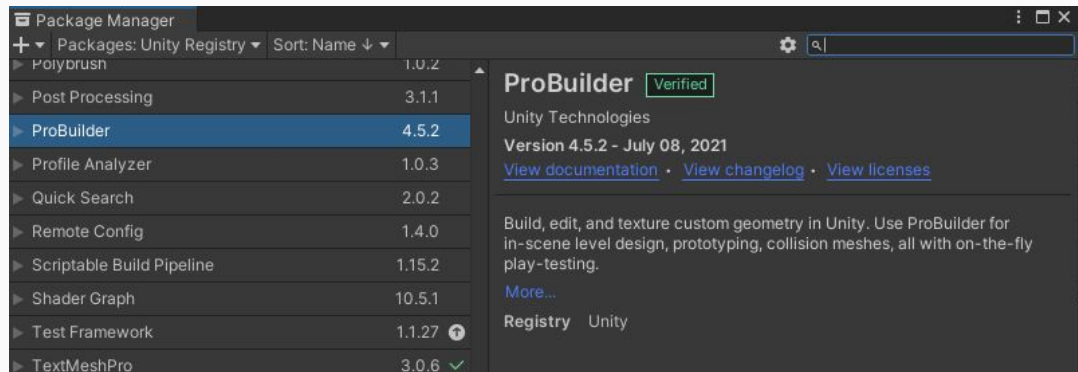 Package Manager
Packages: Unity Registry Sort: Name ↓
Polybrush 1.0.2
Post Processing 3.1.1
ProBuilder 4.5.2
Profile Analyzer 1.0.3
Quick Search 2.0.2
Remote Config 1.4.0
Scriptable Build Pipeline 1.15.2
Shader Graph 10.5.1
Test Framework 1.1.27
TextMeshPro 3.0.6
ProBuilder Verified
Unity Technologies
Version 4.5.2 - July 08, 2021
View documentation • View changelog • View licenses
Build, edit, and texture custom geometry in Unity. Use ProBuilder for
in-scene level design, prototyping, collision meshes, all with on-the-fly
play-testing.
More...
Registry Unity